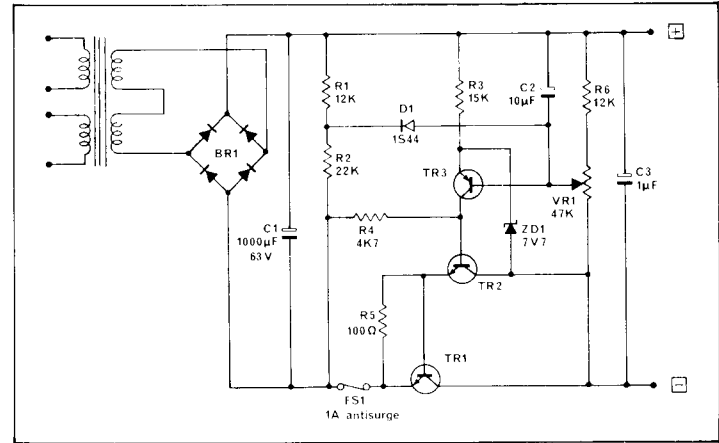 +
R1
12K
R3
15K
C2
10µF
R6
12K
D1
1S44
BR1
R2
22K
TR3
C3
1µF
VR1
47K
C1
1000µF
63V
R4
4K7
ZD1
7V7
TR2
R5
100Ω
TR1
−
FS1
1A antisurge